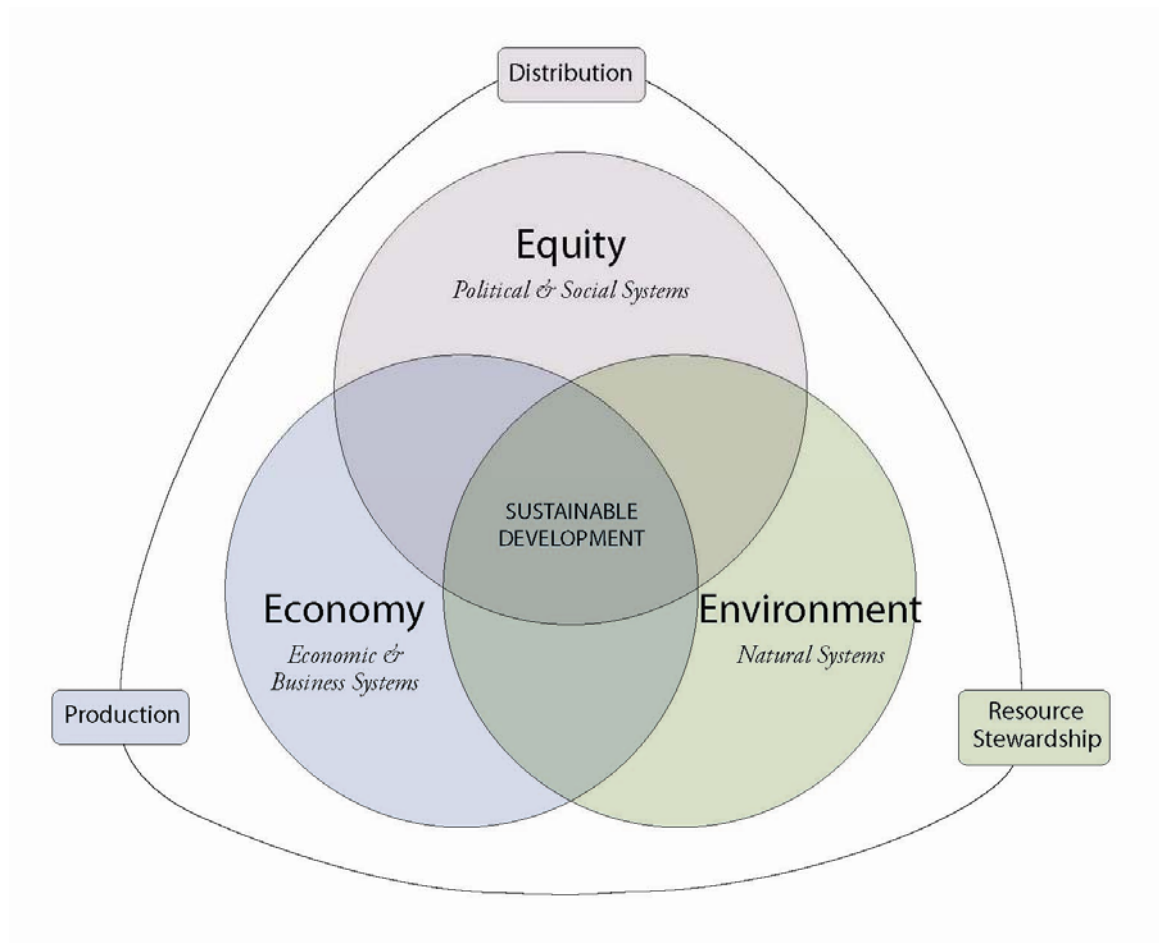 Distribution
Equity
Political & Social Systems
SUSTAINABLE
DEVELOPMENT
Economy
Economic &
Business Systems
Environment
Natural Systems
Production
Resource
Stewardship